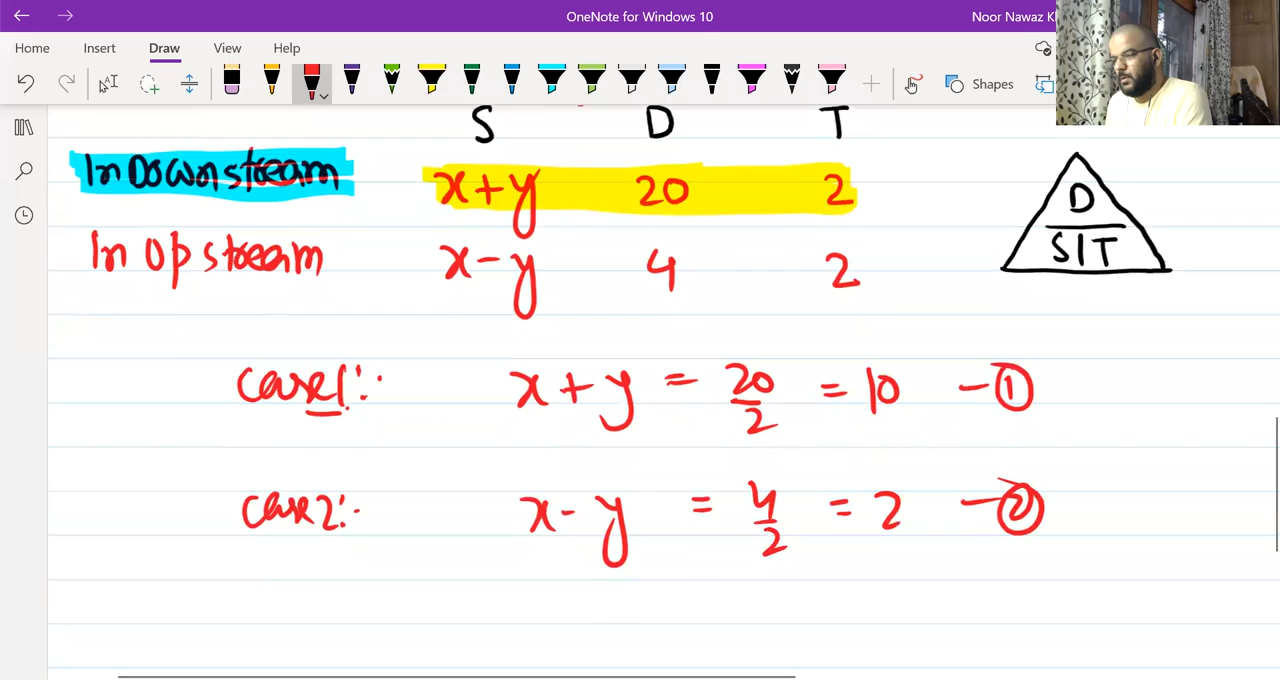 OneNote for Windows 10
Noor Nawaz Kh
Home Insert Draw View Help
Shapes
S D T
In Downstream x+y 20 2
In Upstream x-y 4 2
D
S|T
case1:- x+y = 20/2 = 10 -①
case2:- x-y = 4/2 = 2 -②